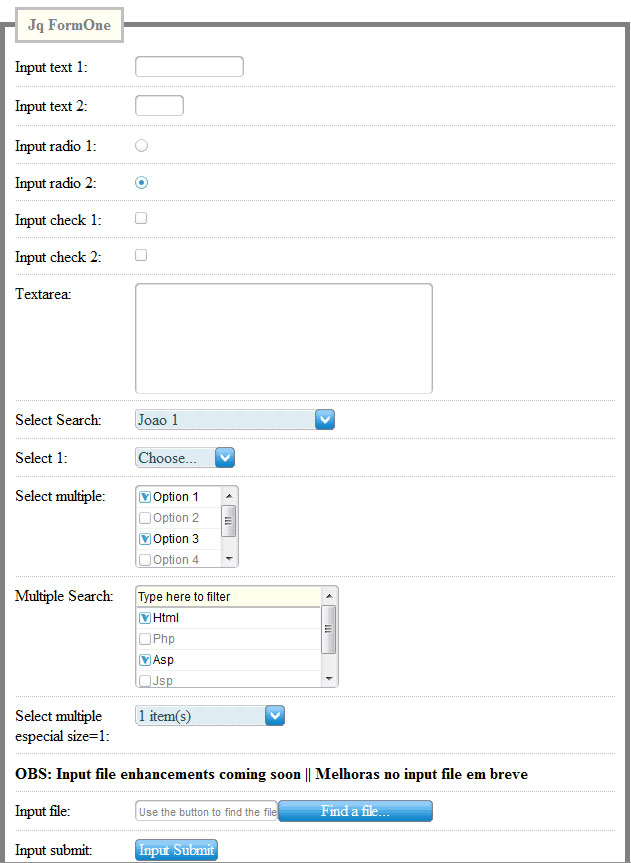 Jq FormOne
Input text 1:
Input text 2:
Input radio 1:
Input radio 2:
Input check 1:
Input check 2:
Textarea:
Select Search: Joao 1
Select 1: Choose...
Select multiple: Option 1
Option 2
Option 3
Option 4
Multiple Search: Type here to filter
Html
Php
Asp
Jsp
Select multiple 1 item(s)
especial size=1:
OBS: Input file enhancements coming soon || Melhoras no input file em breve
Input file: Use the button to find the file Find a file...
Input submit: Input Submit